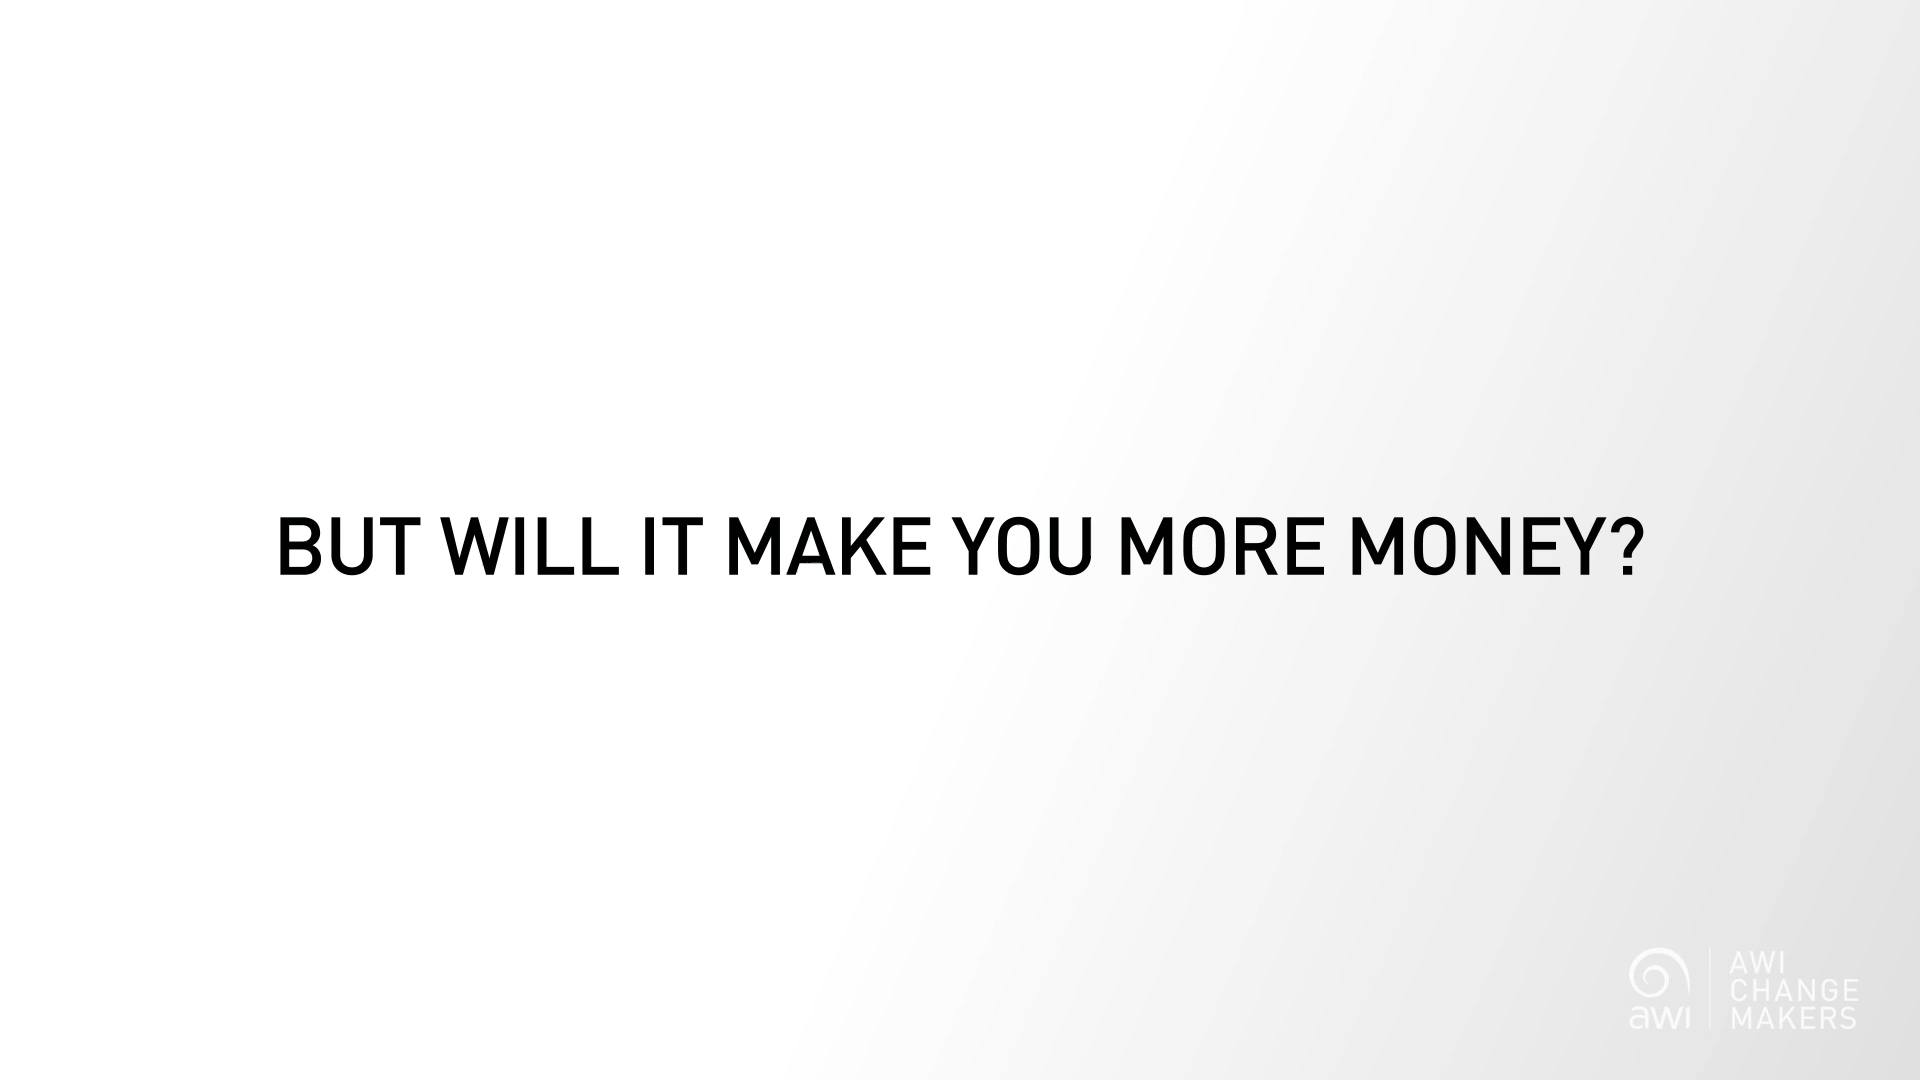 BUT WILL IT MAKE YOU MORE MONEY?
awi
AWI
CHANGE
MAKERS